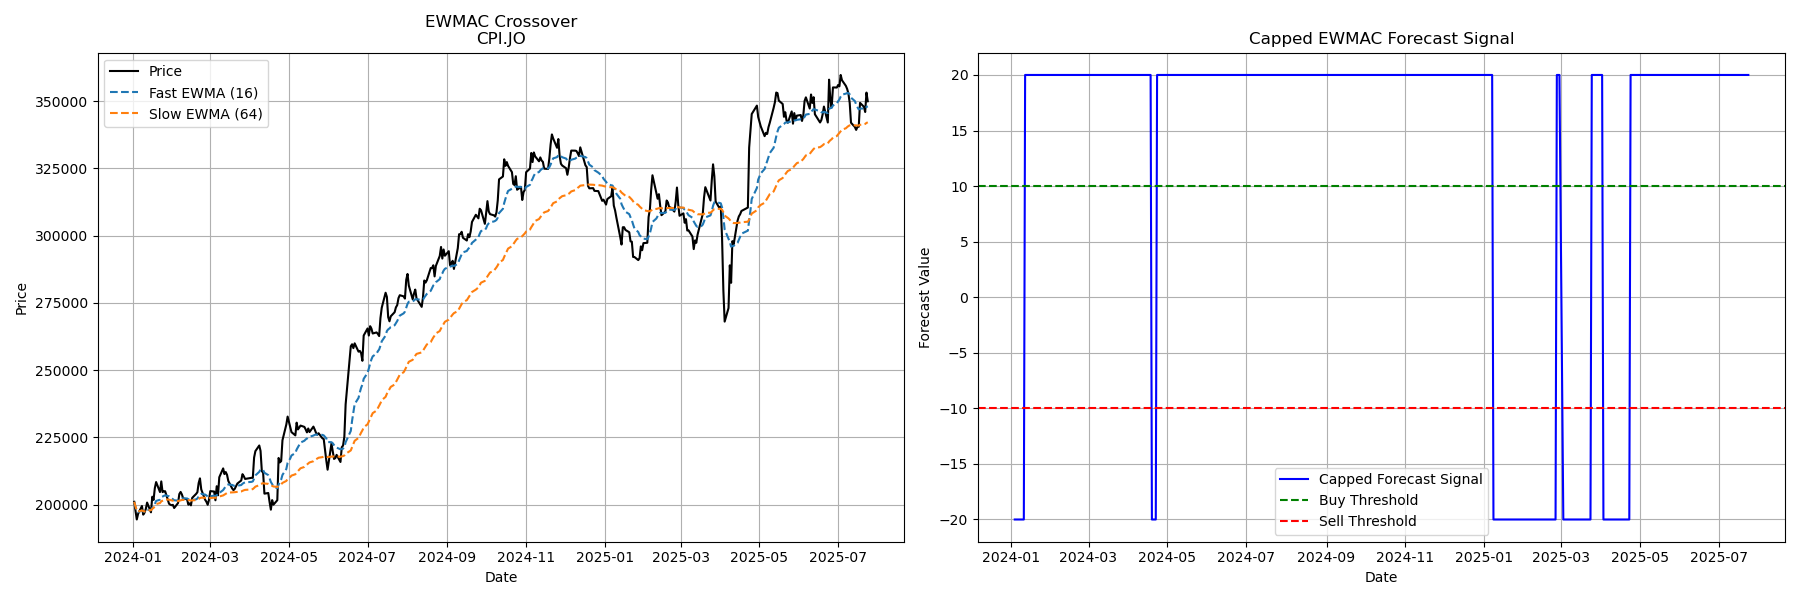 EWMAC Crossover
CPI.JO
Price
Fast EWMA (16)
Slow EWMA (64)
350000
325000
300000
275000
250000
225000
200000
Price
2024-01 2024-03 2024-05 2024-07 2024-09 2024-11 2025-01 2025-03 2025-05 2025-07
Date
Capped EWMAC Forecast Signal
20
15
10
5
0
−5
−10
−15
−20
Forecast Value
Capped Forecast Signal
Buy Threshold
Sell Threshold
2024-01 2024-03 2024-05 2024-07 2024-09 2024-11 2025-01 2025-03 2025-05 2025-07
Date